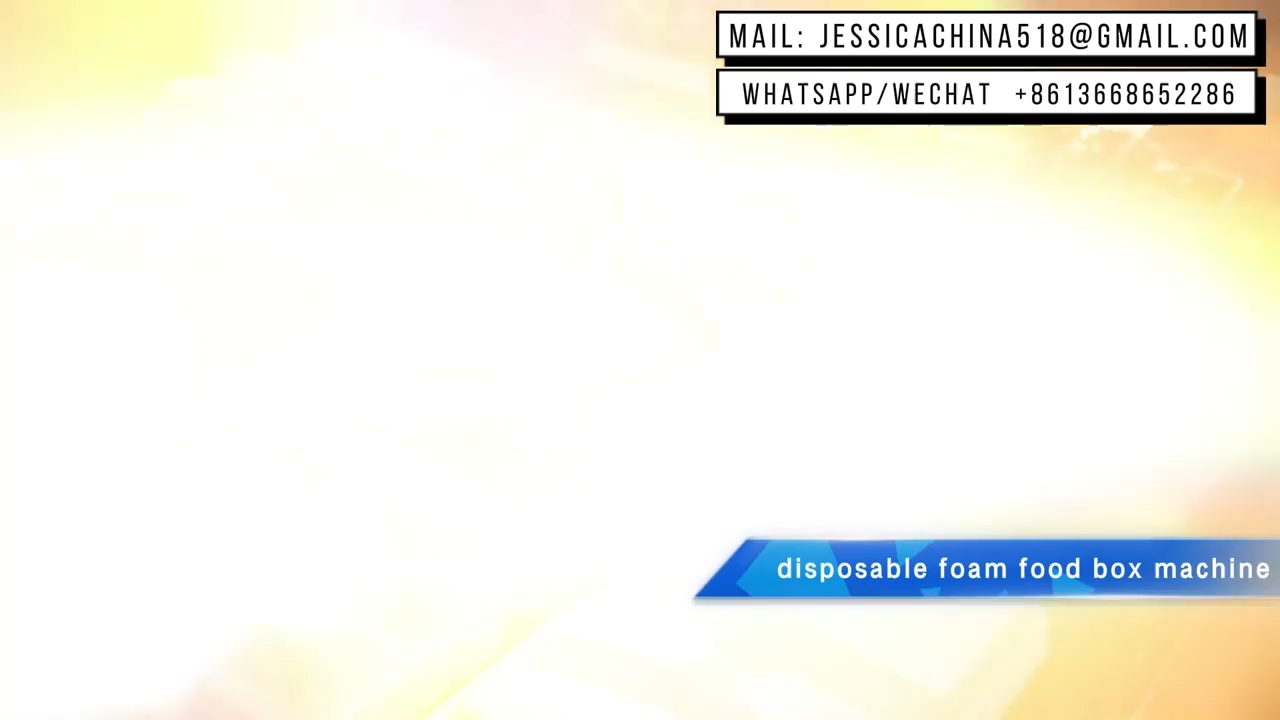 MAIL: JESSICACHINA518@GMAIL.COM
WHATSAPP/WECHAT +8613668652286
disposable foam food box machine